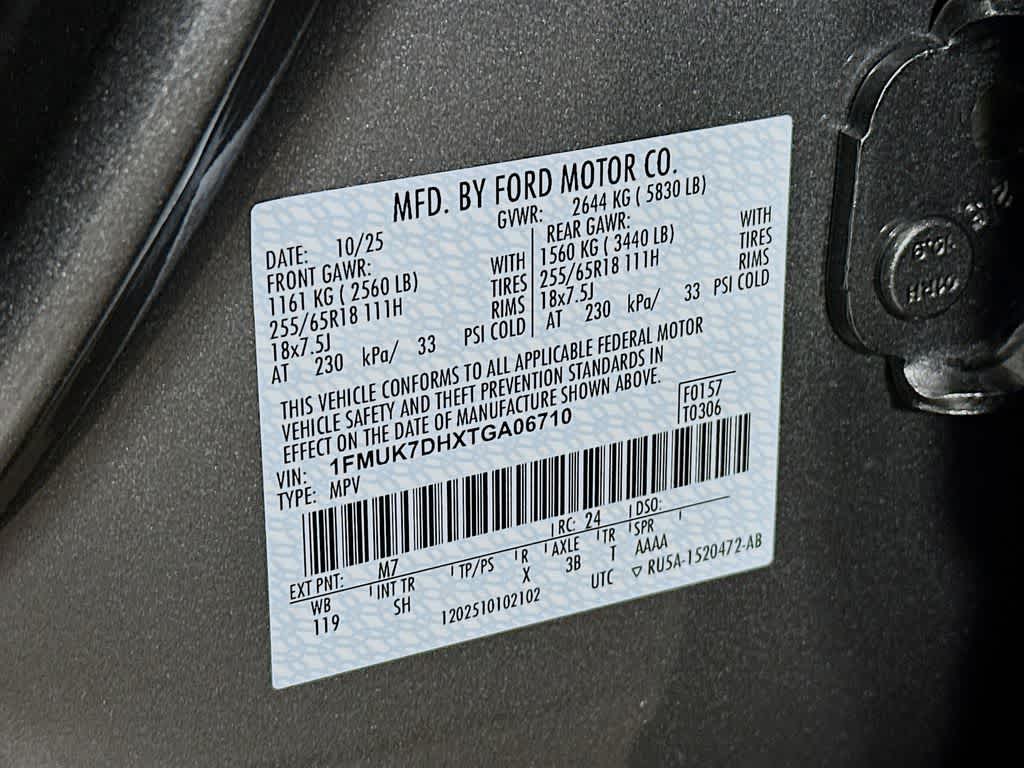 MFD. BY FORD MOTOR CO.
DATE: 10/25 GVWR: 2644 KG ( 5830 LB)
FRONT GAWR: REAR GAWR:
1161 KG ( 2560 LB) WITH 1560 KG ( 3440 LB) WITH
255/65R18 111H TIRES 255/65R18 111H TIRES
18x7.5J RIMS 18x7.5J RIMS
AT 230 kPa/ 33 PSI COLD AT 230 kPa/ 33 PSI COLD
THIS VEHICLE CONFORMS TO ALL APPLICABLE FEDERAL MOTOR
VEHICLE SAFETY AND THEFT PREVENTION STANDARDS IN
EFFECT ON THE DATE OF MANUFACTURE SHOWN ABOVE.
VIN: 1FMUK7DHXTGA06710 F0157
TYPE: MPV T0306
EXT PNT: M7 RC: 24 DSO:
WB INT TR TP/PS R AXLE TR SPR
119 SH X 3B T AAAA
1202510102102 UTC ▽ RU5A-1520472-AB